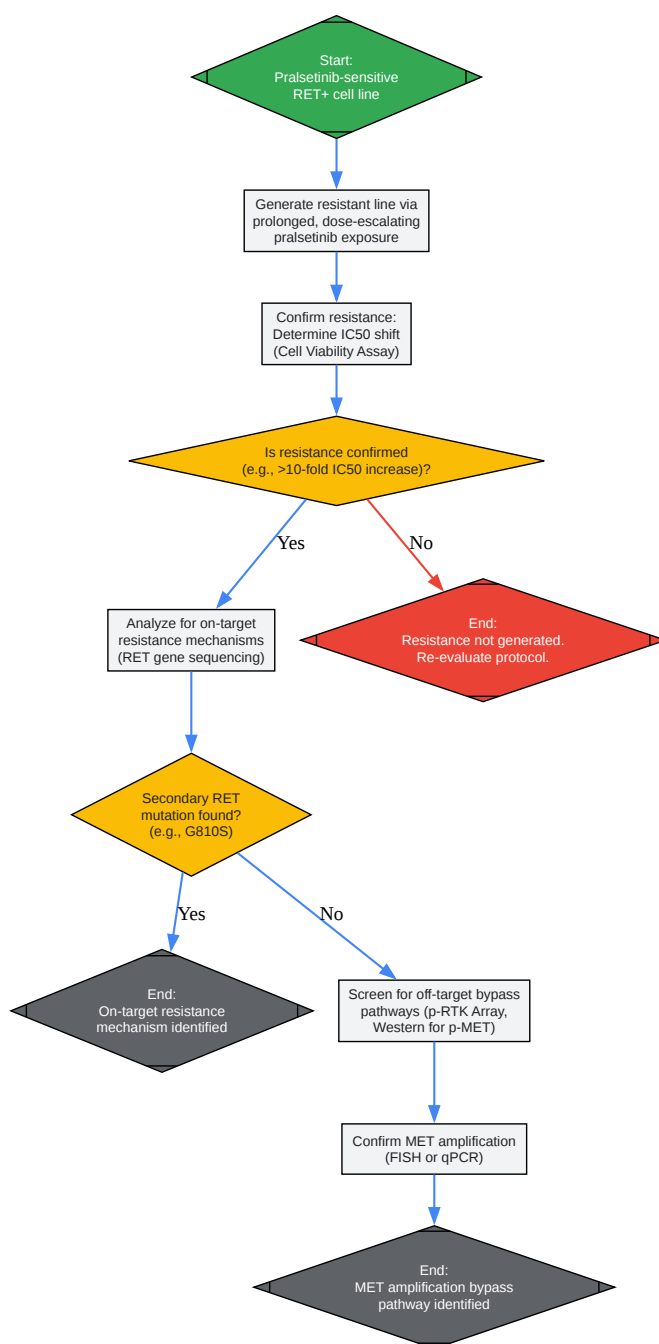 Start:
Pralsetinib-sensitive
RET+ cell line
Generate resistant line via
prolonged, dose-escalating
pralsetinib exposure
Confirm resistance:
Determine IC50 shift
(Cell Viability Assay)
Is resistance confirmed
(e.g., >10-fold IC50 increase)?
Yes
No
Analyze for on-target
resistance mechanisms
(RET gene sequencing)
End:
Resistance not generated.
Re-evaluate protocol.
Secondary RET
mutation found?
(e.g., G810S)
Yes
No
End:
On-target resistance
mechanism identified
Screen for off-target bypass
pathways (p-RTK Array,
Western for p-MET)
Confirm MET amplification
(FISH or qPCR)
End:
MET amplification bypass
pathway identified